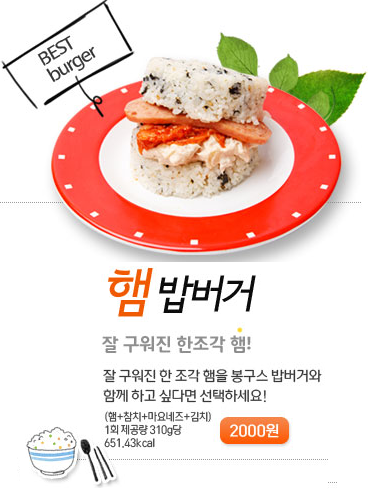 BEST
burger
햄 밥버거
잘 구워진 한조각 햄!
잘 구워진 한 조각 햄을 봉구스 밥버거와
함께 하고 싶다면 선택하세요!
(햄+참치+마요네즈+김치)
1회 제공량 310g당
651.43kcal
2000원